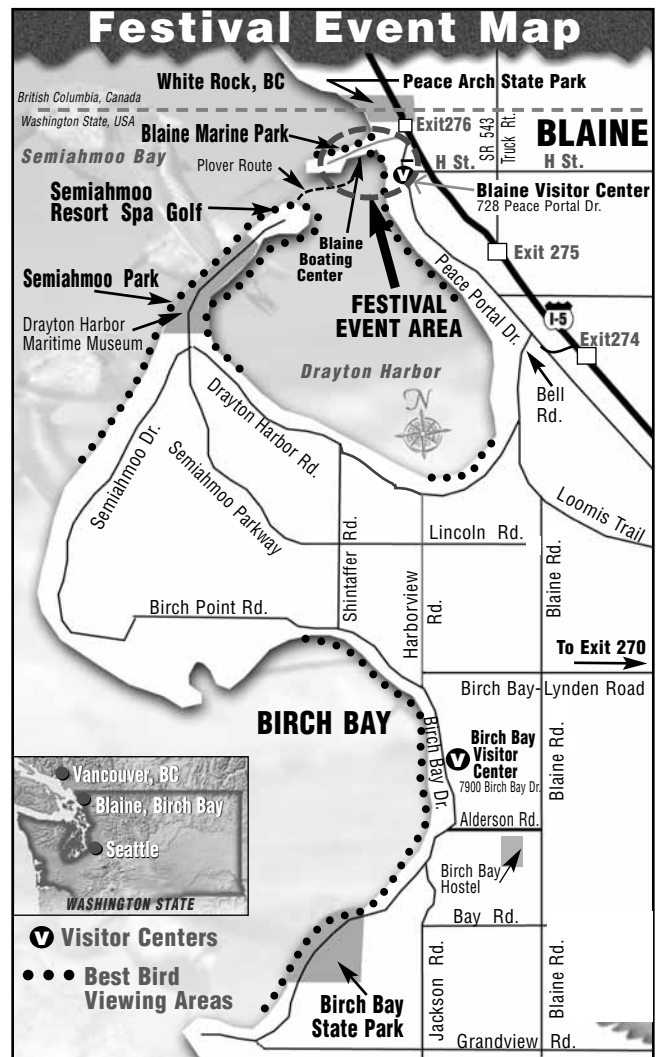 Festival Event Map
White Rock, BC
Peace Arch State Park
British Columbia, Canada
Washington State, USA
Exit276
SR 543
Truck Rt.
BLAINE
Blaine Marine Park
H St.
H St.
Semiahmoo Bay
Plover Route
V
Blaine Visitor Center
728 Peace Portal Dr.
Semiahmoo
Resort Spa Golf
Blaine
Boating
Center
Exit 275
Peace Portal Dr.
Semiahmoo Park
FESTIVAL
EVENT AREA
I-5
Drayton Harbor
Maritime Museum
Exit274
Drayton Harbor
N
Bell
Rd.
Drayton Harbor Rd.
Semiahmoo Dr.
Semiahmoo Parkway
Loomis Trail
Lincoln Rd.
Shintaffer Rd.
Harborview Rd.
Blaine Rd.
Birch Point Rd.
To Exit 270
Birch Bay-Lynden Road
BIRCH BAY
Birch Bay Dr.
V
Birch Bay
Visitor
Center
7900 Birch Bay Dr.
Blaine Rd.
Vancouver, BC
Blaine, Birch Bay
Seattle
WASHINGTON STATE
Alderson Rd.
Birch Bay
Hostel
Bay Rd.
V Visitor Centers
Best Bird
Viewing Areas
Birch Bay
State Park
Jackson Rd.
Blaine Rd.
Grandview Rd.